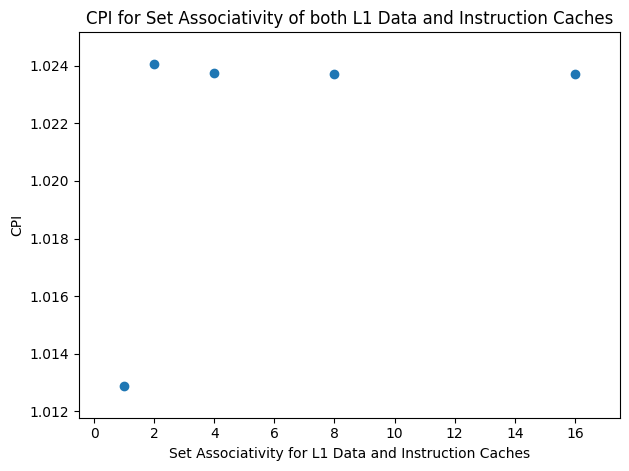 CPI for Set Associativity of both L1 Data and Instruction Caches
1.024
1.022
1.020
1.018
1.016
1.014
1.012
CPI
0 2 4 6 8 10 12 14 16
Set Associativity for L1 Data and Instruction Caches